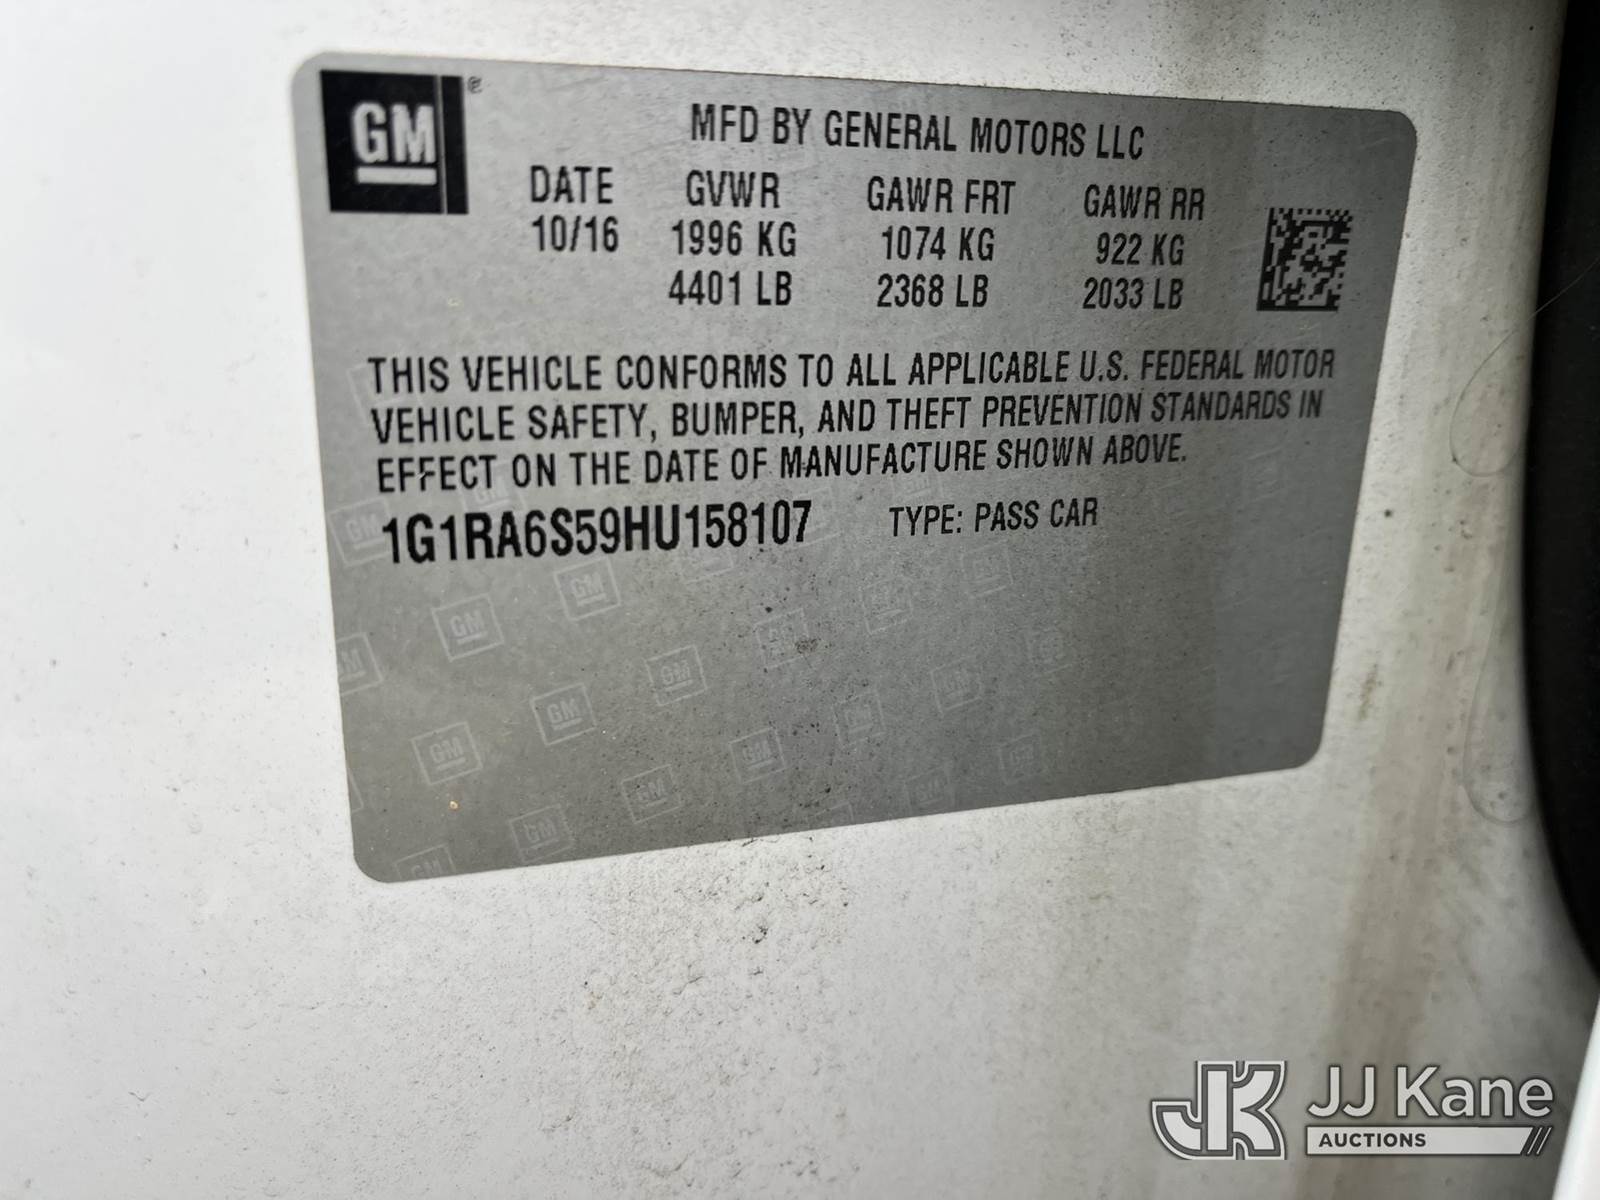 GM ®
MFD BY GENERAL MOTORS LLC
DATE GVWR GAWR FRT GAWR RR
10/16 1996 KG 1074 KG 922 KG
4401 LB 2368 LB 2033 LB
THIS VEHICLE CONFORMS TO ALL APPLICABLE U.S. FEDERAL MOTOR
VEHICLE SAFETY, BUMPER, AND THEFT PREVENTION STANDARDS IN
EFFECT ON THE DATE OF MANUFACTURE SHOWN ABOVE.
1G1RA6S59HU158107 TYPE: PASS CAR
JK JJ Kane
AUCTIONS